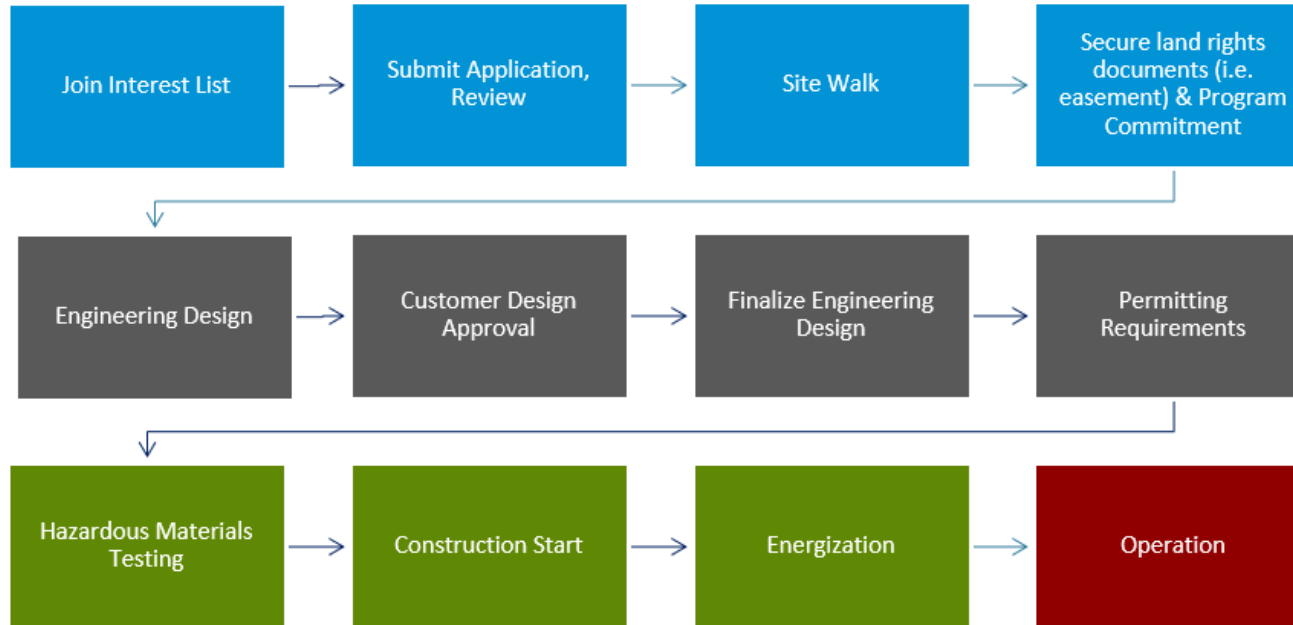 Join Interest List
Submit Application,
Review
Site Walk
Secure land rights
documents (i.e.
easement) & Program
Commitment
Engineering Design
Customer Design
Approval
Finalize Engineering
Design
Permitting
Requirements
Hazardous Materials
Testing
Construction Start
Energization
Operation